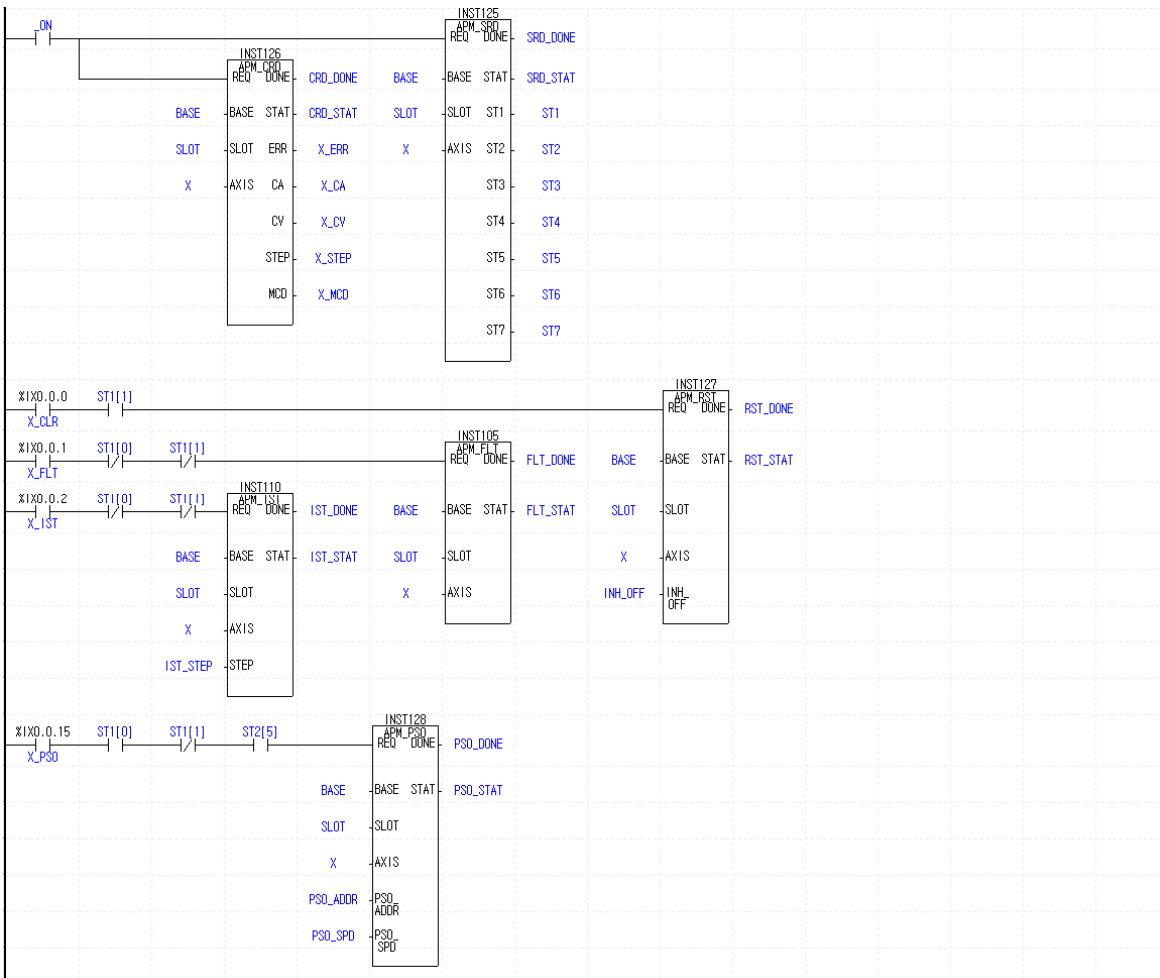 _ON
INST125
APM_SRD
REQ DONE SRD_DONE
INST126
APM_CRD
REQ DONE CRD_DONE BASE BASE STAT SRD_STAT
BASE BASE STAT CRD_STAT SLOT SLOT ST1 ST1
SLOT SLOT ERR X_ERR X AXIS ST2 ST2
X AXIS CA X_CA ST3 ST3
CV X_CV ST4 ST4
STEP X_STEP ST5 ST5
MCD X_MCD ST6 ST6
ST7 ST7
INST127
APM_RST
%IX0.0.0 ST1[1] REQ DONE RST_DONE
X_CLR
INST105
APM_FLT
%IX0.0.1 ST1[0] ST1[1] REQ DONE FLT_DONE BASE BASE STAT RST_STAT
X_FLT
INST110
APM_IST
%IX0.0.2 ST1[0] ST1[1] REQ DONE IST_DONE BASE BASE STAT FLT_STAT SLOT SLOT
X_IST
BASE BASE STAT IST_STAT SLOT SLOT X AXIS
SLOT SLOT X AXIS INH_OFF INH_
OFF
X AXIS
IST_STEP STEP
INST128
APM_PSO
%IX0.0.15 ST1[0] ST1[1] ST2[5] REQ DONE PSO_DONE
X_PSO
BASE BASE STAT PSO_STAT
SLOT SLOT
X AXIS
PSO_ADDR PSO_
ADDR
PSO_SPD PSO_
SPD